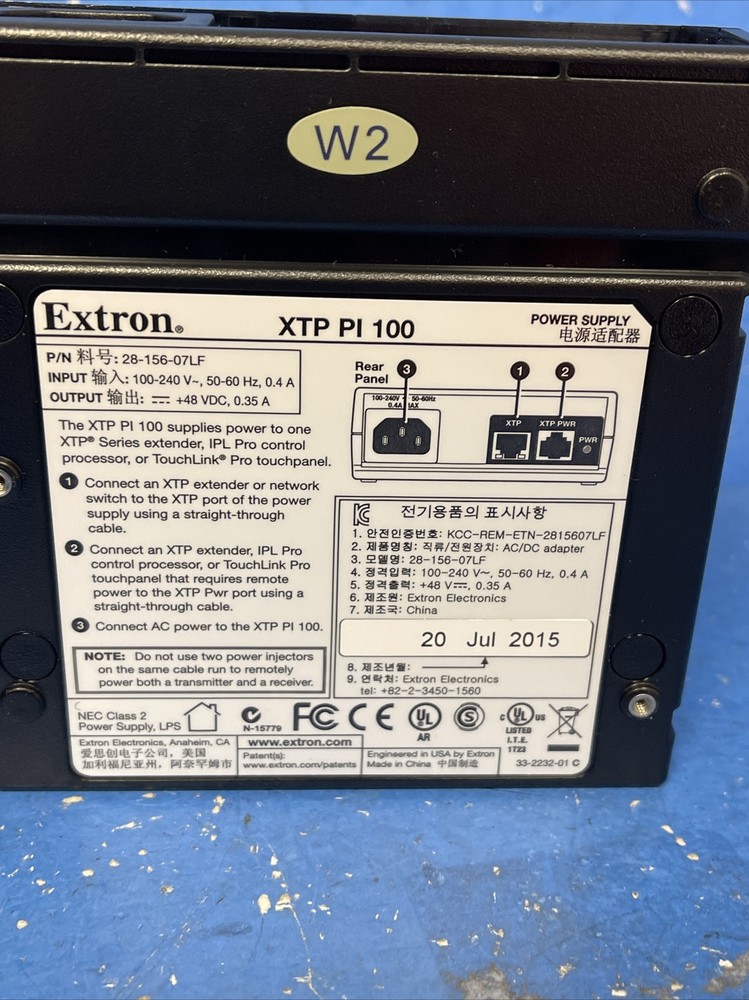 W2
Extron®
XTP PI 100
POWER SUPPLY
电源适配器
P/N 料号: 28-156-07LF
INPUT 输入: 100-240 V~, 50-60 Hz, 0.4 A
OUTPUT 输出: ⎓ +48 VDC, 0.35 A
The XTP PI 100 supplies power to one
XTP® Series extender, IPL Pro control
processor, or TouchLink® Pro touchpanel.
1 Connect an XTP extender or network
switch to the XTP port of the power
supply using a straight-through
cable.
2 Connect an XTP extender, IPL Pro
control processor, or TouchLink Pro
touchpanel that requires remote
power to the XTP Pwr port using a
straight-through cable.
3 Connect AC power to the XTP PI 100.
NOTE: Do not use two power injectors
on the same cable run to remotely
power both a transmitter and a receiver.
Rear
Panel
3
1
2
100-240V ~ 50-60Hz
0.4A MAX
XTP
XTP PWR
PWR
전기용품의 표시사항
1. 안전인증번호: KCC-REM-ETN-2815607LF
2. 제품명칭: 직류/전원장치: AC/DC adapter
3. 모델명: 28-156-07LF
4. 정격입력: 100-240 V~, 50-60 Hz, 0.4 A
5. 정격출력: +48 V⎓, 0.35 A
6. 제조원: Extron Electronics
7. 제조국: China
20 Jul 2015
8. 제조년월:
9. 연락처: Extron Electronics
tel: +82-2-3450-1560
NEC Class 2
Power Supply, LPS
N-15779
FC CE
UL
AR
S
c UL us
LISTED
I.T.E.
1T23
Extron Electronics, Anaheim, CA
爱思创电子公司, 美国
加利福尼亚州, 阿奈罕姆市
www.extron.com
Patent(s):
www.extron.com/patents
Engineered in USA by Extron
Made in China 中国制造
33-2232-01 C